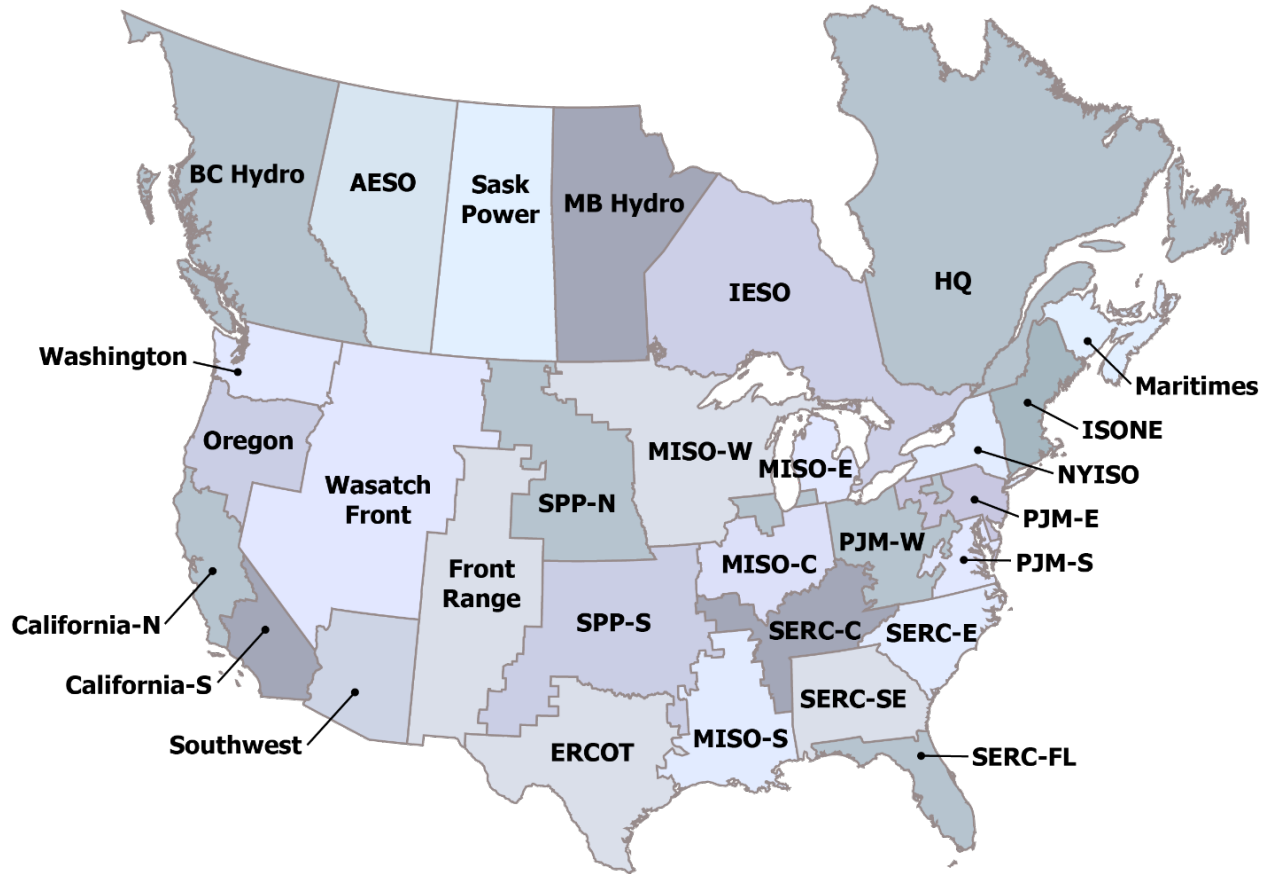 BC Hydro
AESO
Sask
Power
MB Hydro
IESO
HQ
Washington
Maritimes
Oregon
ISONE
MISO-W
MISO-E
NYISO
Wasatch
Front
SPP-N
PJM-E
PJM-W
PJM-S
Front
Range
MISO-C
California-N
SPP-S
SERC-C
SERC-E
California-S
SERC-SE
Southwest
ERCOT
MISO-S
SERC-FL